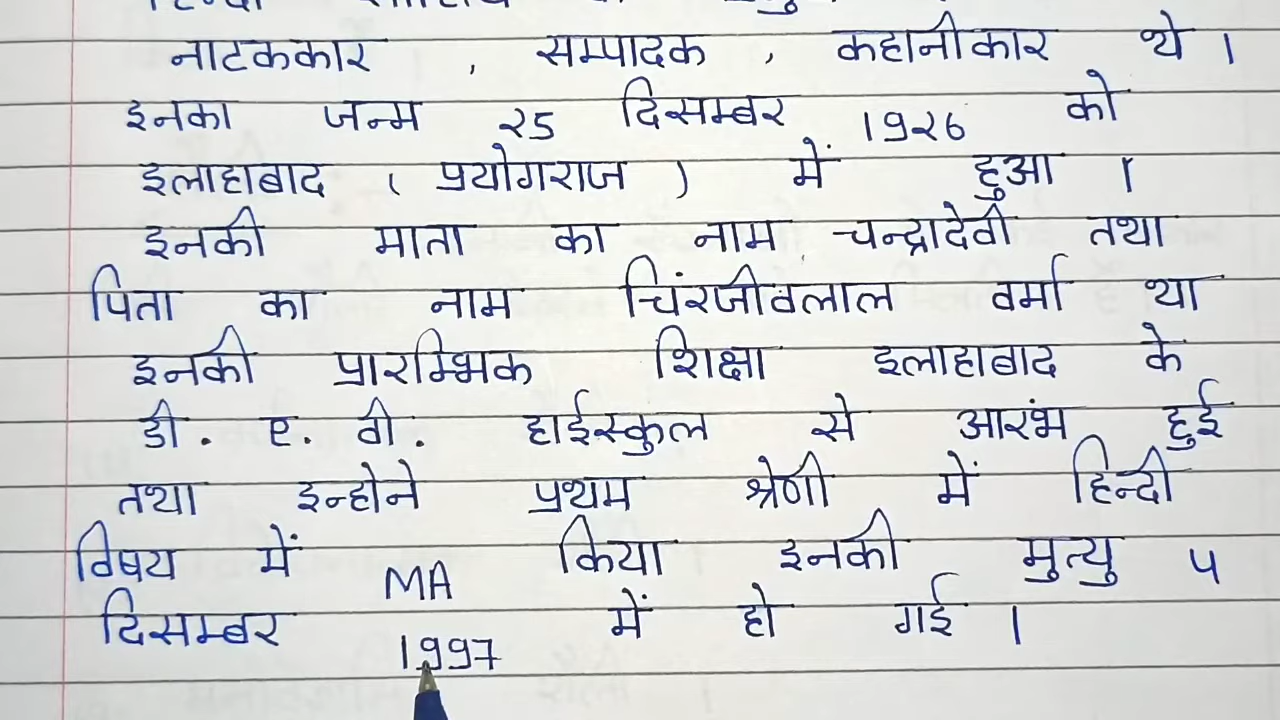 नाटककार , सम्पादक , कहानीकार थे ।
इनका जन्म 25 दिसम्बर 1926 को
इलाहाबाद ( प्रयोगराज ) में हुआ ।
इनकी माता का नाम चन्द्रादेवी तथा
पिता का नाम चिंरजीवलाल वर्मा था
इनकी प्रारम्भिक शिक्षा इलाहाबाद के
डी . ए . वी . हाईस्कुल से आरंभ हुई
तथा इन्होने प्रथम श्रेणी में हिन्दी
विषय में MA किया इनकी मुत्यु ५
दिसम्बर 1997 में हो गई ।